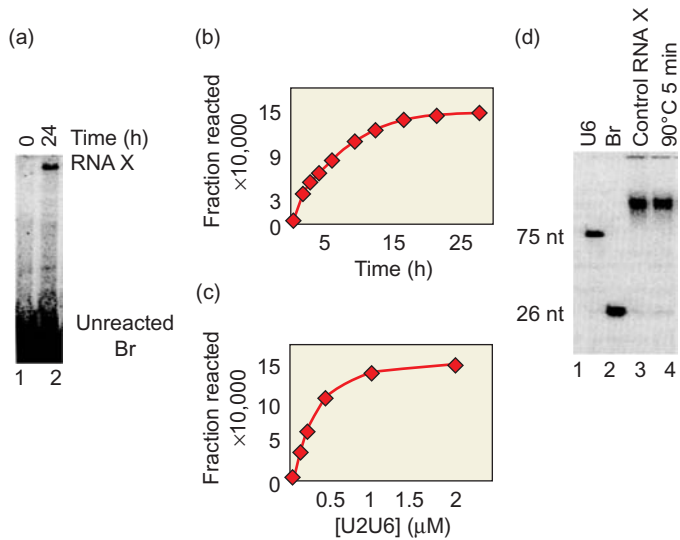 (a)
0
24
Time (h)
RNA X
Unreacted
Br
1 2
(b)
Fraction reacted
×10,000
15
9
3
0
5 15 25
Time (h)
(c)
Fraction reacted
×10,000
15
10
5
0
0.5 1 1.5 2
[U2U6] (μM)
(d)
U6
Br
Control RNA X
90°C 5 min
75 nt
26 nt
1 2 3 4